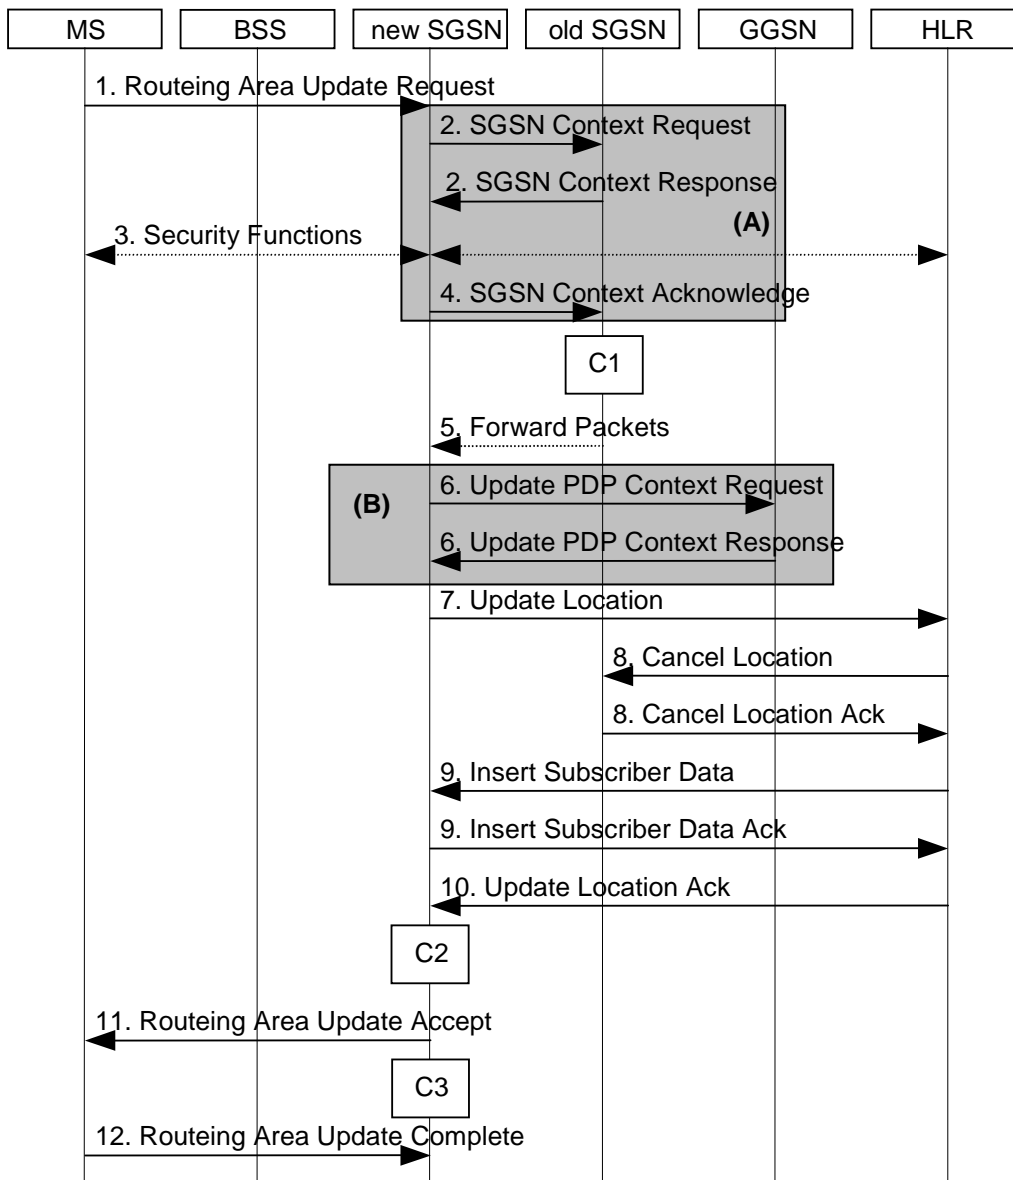 MS BSS new SGSN old SGSN GGSN HLR
1. Routeing Area Update Request
2. SGSN Context Request
2. SGSN Context Response
(A)
3. Security Functions
4. SGSN Context Acknowledge
C1
5. Forward Packets
6. Update PDP Context Request
(B)
6. Update PDP Context Response
7. Update Location
8. Cancel Location
8. Cancel Location Ack
9. Insert Subscriber Data
9. Insert Subscriber Data Ack
10. Update Location Ack
C2
11. Routeing Area Update Accept
C3
12. Routeing Area Update Complete